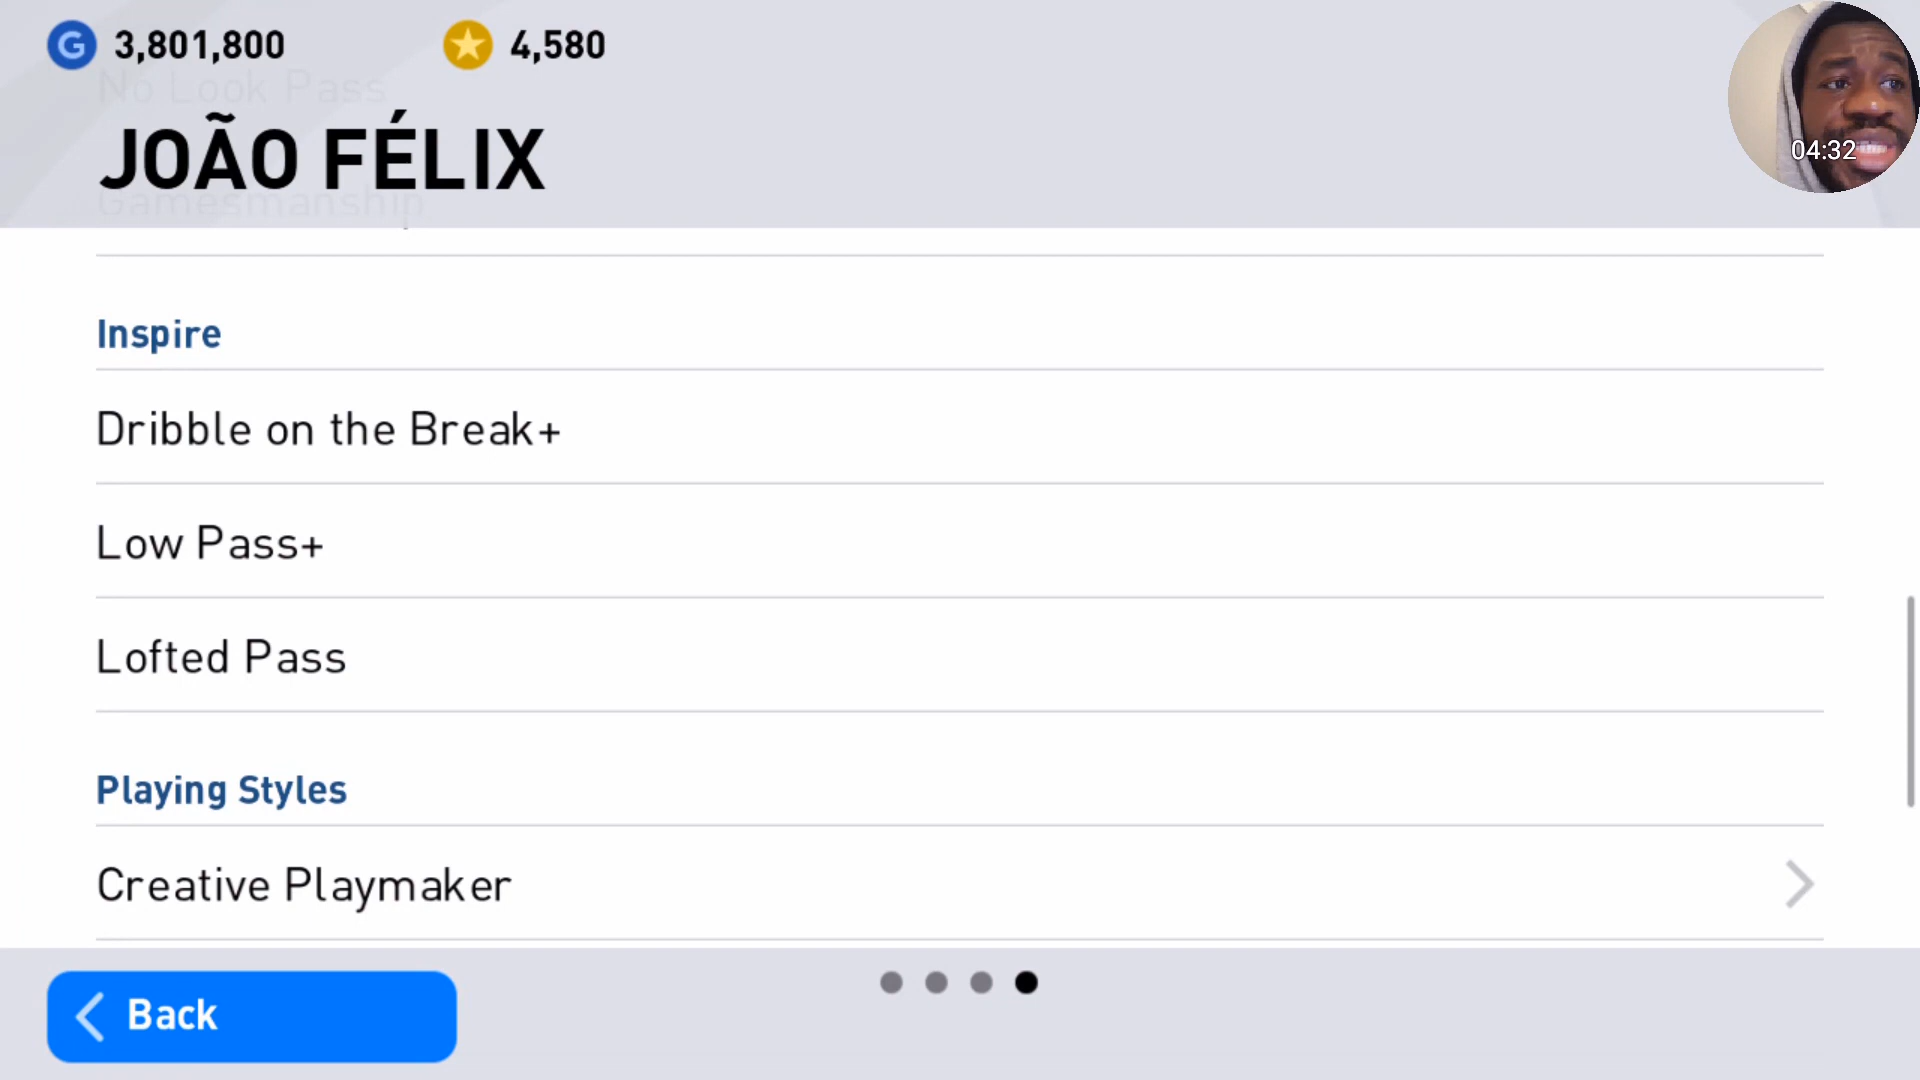 3,801,800
4,580
No Look Pass
JOÃO FÉLIX
04:32
Gamesmanship
Inspire
Dribble on the Break+
Low Pass+
Lofted Pass
Playing Styles
Creative Playmaker
Back